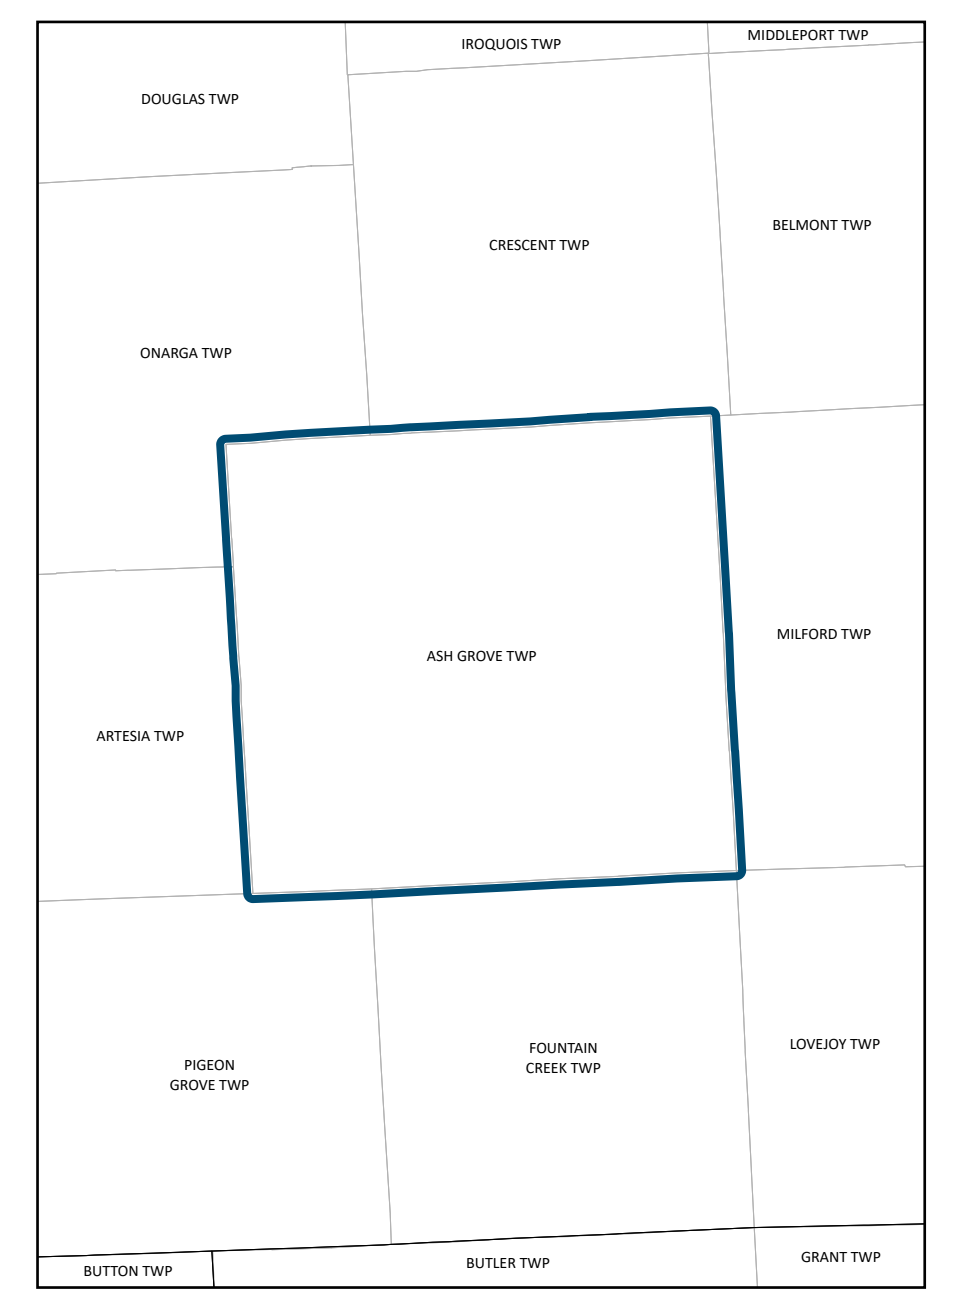 IROQUOIS TWP
MIDDLEPORT TWP
DOUGLAS TWP
BELMONT TWP
CRESCENT TWP
ONARGA TWP
MILFORD TWP
ASH GROVE TWP
ARTESIA TWP
PIGEON
GROVE TWP
FOUNTAIN
CREEK TWP
LOVEJOY TWP
BUTTON TWP
BUTLER TWP
GRANT TWP